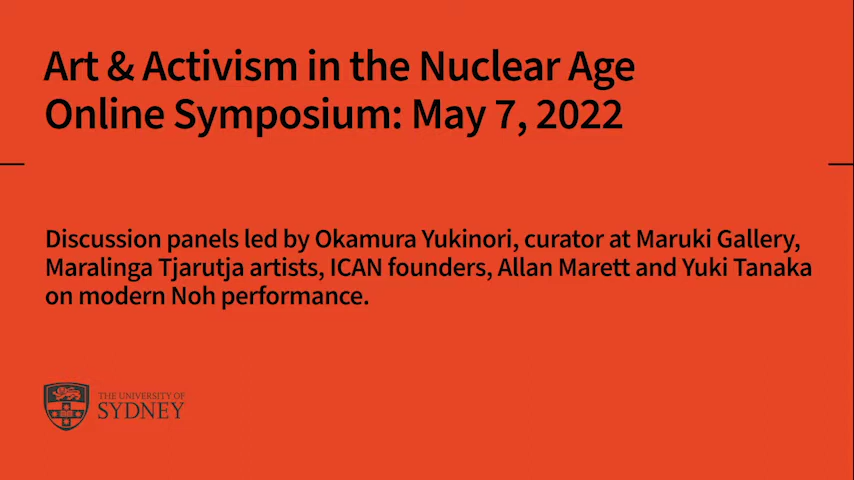 Art & Activism in the Nuclear Age
Online Symposium: May 7, 2022
Discussion panels led by Okamura Yukinori, curator at Maruki Gallery,
Maralinga Tjarutja artists, ICAN founders, Allan Marett and Yuki Tanaka
on modern Noh performance.
THE UNIVERSITY OF
SYDNEY